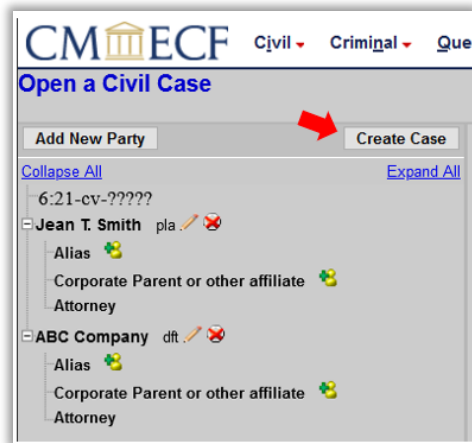 CM ECF Civil Criminal Que
Open a Civil Case
Add New Party Create Case
Collapse All Expand All
6:21-cv-?????
Jean T. Smith pla
Alias
Corporate Parent or other affiliate
Attorney
ABC Company dft
Alias
Corporate Parent or other affiliate
Attorney